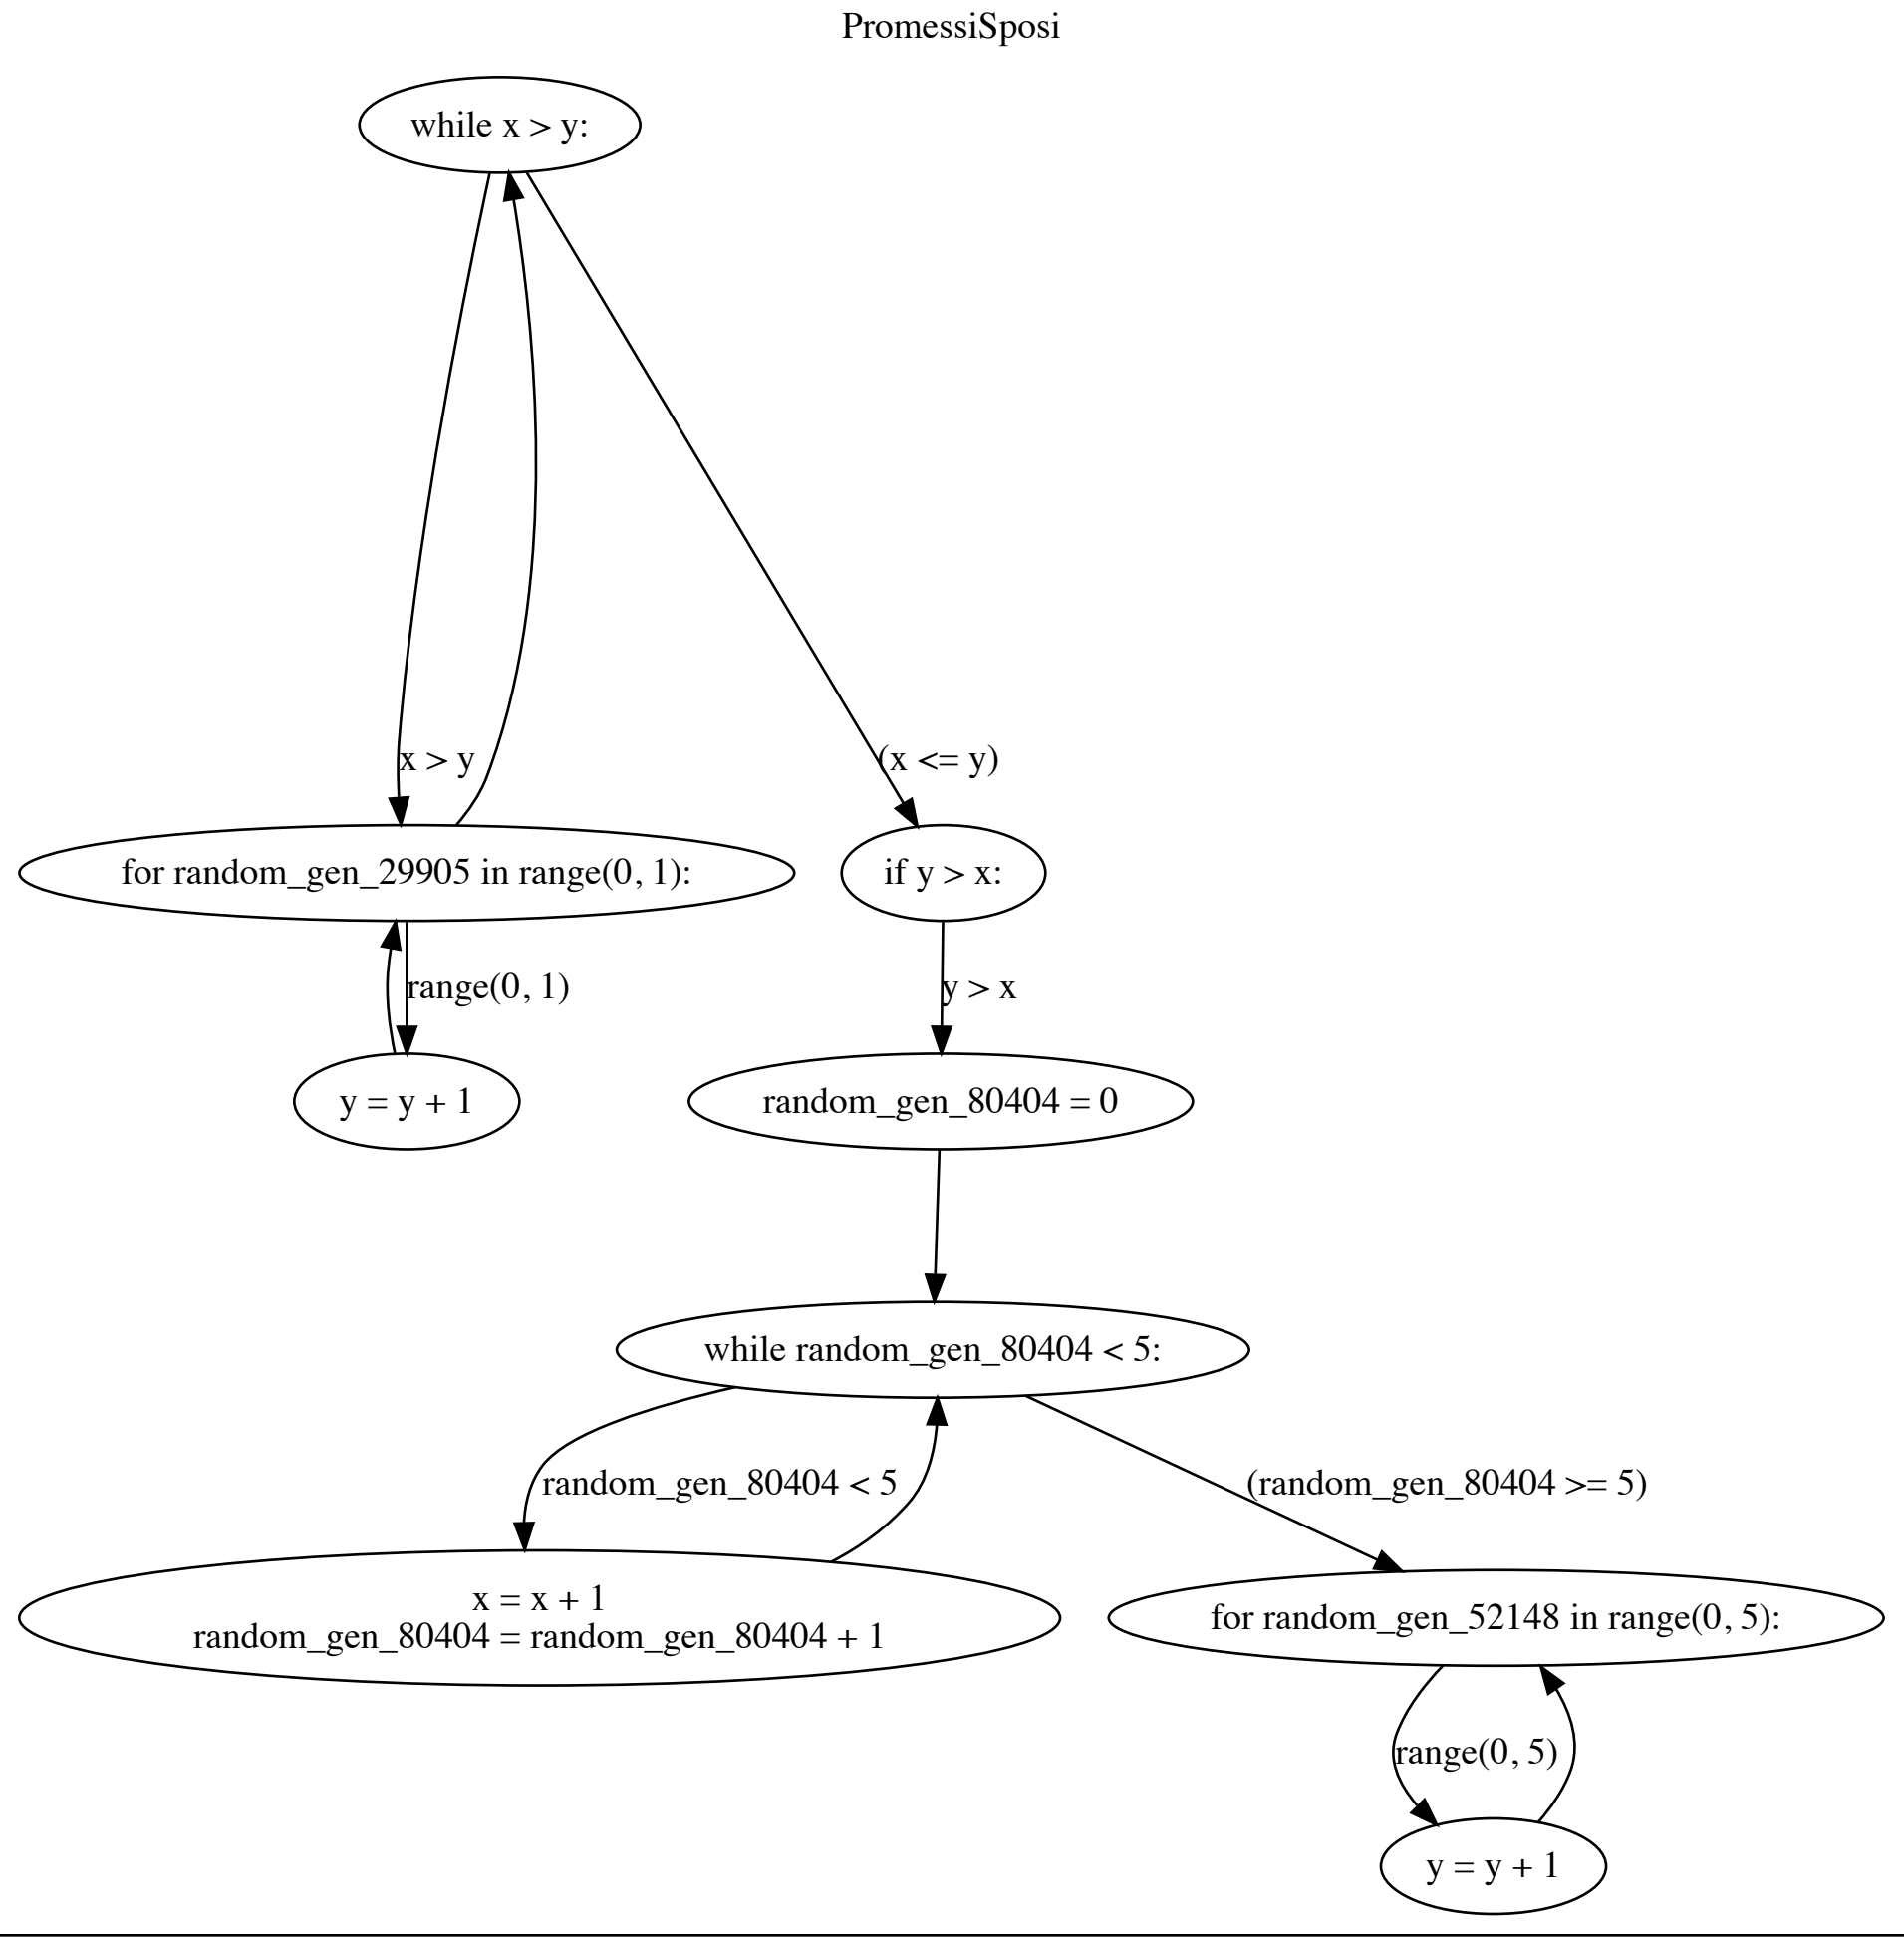 PromessiSposi
while x > y:
x > y
(x <= y)
for random_gen_29905 in range(0, 1):
if y > x:
range(0, 1)
y > x
y = y + 1
random_gen_80404 = 0
while random_gen_80404 < 5:
random_gen_80404 < 5
(random_gen_80404 >= 5)
x = x + 1
random_gen_80404 = random_gen_80404 + 1
for random_gen_52148 in range(0, 5):
range(0, 5)
y = y + 1